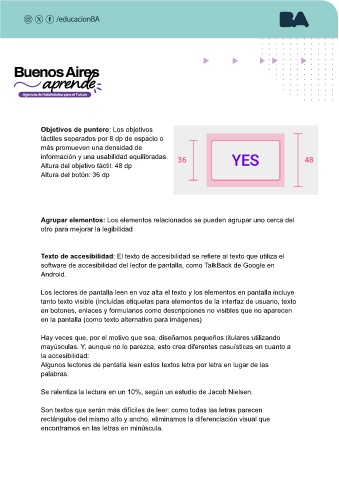 /educacionBA
BA
Buenos Aires
aprende
Agencia de Habilidades para el Futuro
Objetivos de puntero: Los objetivos
táctiles separados por 8 dp de espacio o
más promueven una densidad de
información y una usabilidad equilibradas.
Altura del objetivo táctil: 48 dp
Altura del botón: 36 dp
36
YES
48
Agrupar elementos: Los elementos relacionados se pueden agrupar uno cerca del
otro para mejorar la legibilidad
Texto de accesibilidad: El texto de accesibilidad se refiere al texto que utiliza el
software de accesibilidad del lector de pantalla, como TalkBack de Google en
Android.
Los lectores de pantalla leen en voz alta el texto y los elementos en pantalla incluye
tanto texto visible (incluidas etiquetas para elementos de la interfaz de usuario, texto
en botones, enlaces y formularios como descripciones no visibles que no aparecen
en la pantalla (como texto alternativo para imágenes)
Hay veces que, por el motivo que sea, diseñamos pequeños titulares utilizando
mayúsculas. Y, aunque no lo parezca, esto crea diferentes casuísticas en cuanto a
la accesibilidad:
Algunos lectores de pantalla leen estos textos letra por letra en lugar de las
palabras.
Se ralentiza la lectura en un 10%, según un estudio de Jacob Nielsen.
Son textos que serán más difíciles de leer: como todas las letras parecen
rectángulos del mismo alto y ancho, eliminamos la diferenciación visual que
encontramos en las letras en minúscula.